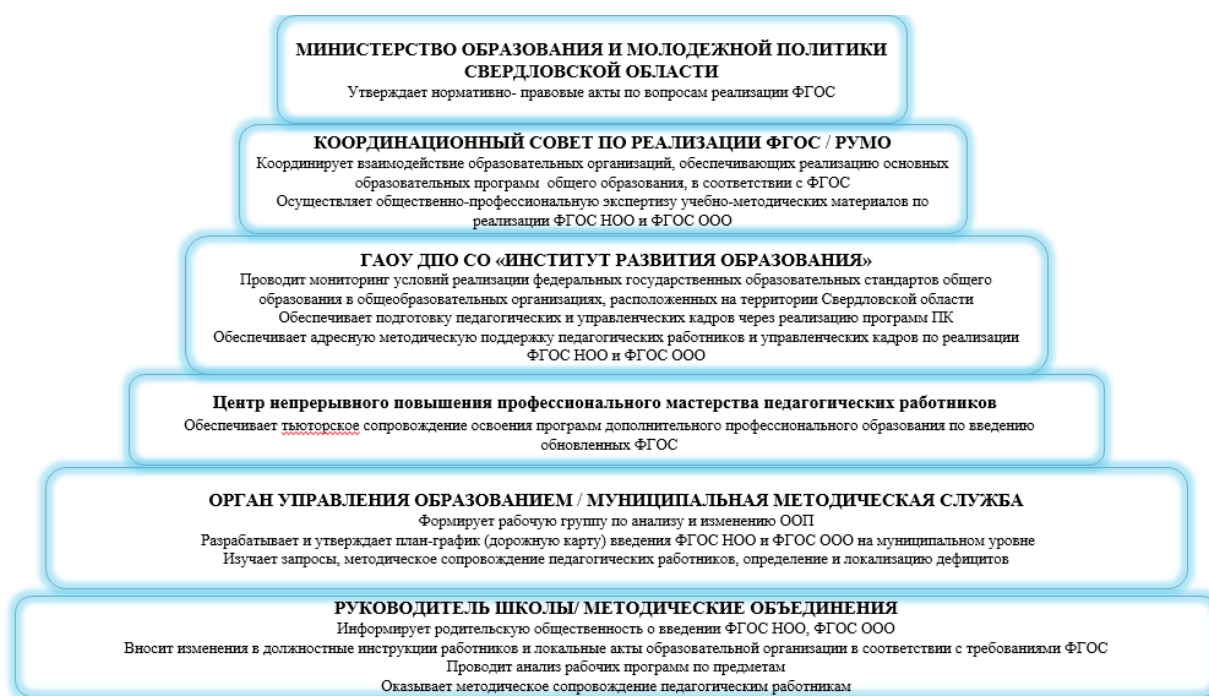 МИНИСТЕРСТВО ОБРАЗОВАНИЯ И МОЛОДЕЖНОЙ ПОЛИТИКИ
СВЕРДЛОВСКОЙ ОБЛАСТИ
Утверждает нормативно- правовые акты по вопросам реализации ФГОС
КООРДИНАЦИОННЫЙ СОВЕТ ПО РЕАЛИЗАЦИИ ФГОС / РУМО
Координирует взаимодействие образовательных организаций, обеспечивающих реализацию основных
образовательных программ общего образования, в соответствии с ФГОС
Осуществляет общественно-профессиональную экспертизу учебно-методических материалов по
реализации ФГОС НОО и ФГОС ООО
ГАОУ ДПО СО «ИНСТИТУТ РАЗВИТИЯ ОБРАЗОВАНИЯ»
Проводит мониторинг условий реализации федеральных государственных образовательных стандартов общего
образования в общеобразовательных организациях, расположенных на территории Свердловской области
Обеспечивает подготовку педагогических и управленческих кадров через реализацию программ ПК
Обеспечивает адресную методическую поддержку педагогических работников и управленческих кадров по реализации
ФГОС НОО и ФГОС ООО
Центр непрерывного повышения профессионального мастерства педагогических работников
Обеспечивает тьюторское сопровождение освоения программ дополнительного профессионального образования по введению
обновленных ФГОС
ОРГАН УПРАВЛЕНИЯ ОБРАЗОВАНИЕМ / МУНИЦИПАЛЬНАЯ МЕТОДИЧЕСКАЯ СЛУЖБА
Формирует рабочую группу по анализу и изменению ООП
Разрабатывает и утверждает план-график (дорожную карту) введения ФГОС НОО и ФГОС ООО на муниципальном уровне
Изучает запросы, методическое сопровождение педагогических работников, определение и локализацию дефицитов
РУКОВОДИТЕЛЬ ШКОЛЫ/ МЕТОДИЧЕСКИЕ ОБЪЕДИНЕНИЯ
Информирует родительскую общественность о введении ФГОС НОО, ФГОС ООО
Вносит изменения в должностные инструкции работников и локальные акты образовательной организации в соответствии с требованиями ФГОС
Проводит анализ рабочих программ по предметам
Оказывает методическое сопровождение педагогическим работникам